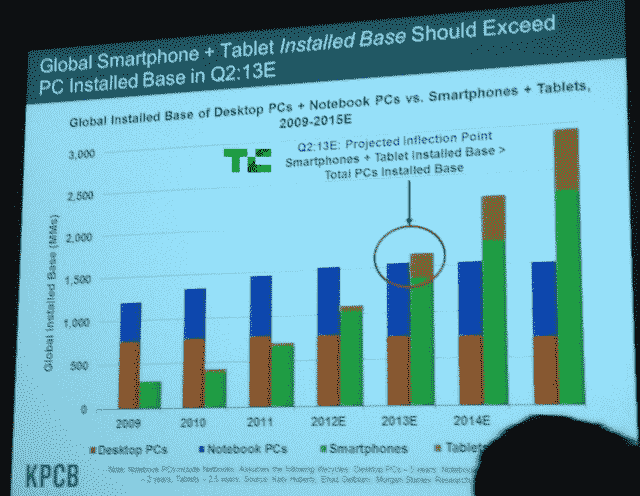 Global Smartphone + Tablet Installed Base Should Exceed
PC Installed Base in Q2:13E
Global Installed Base of Desktop PCs + Notebook PCs vs. Smartphones + Tablets,
2009-2015E
TC
Q2:13E: Projected Inflection Point
Smartphones + Tablet Installed Base >
Total PCs Installed Base
Global Installed Base (MMs)
3,000
2,500
2,000
1,500
1,000
500
0
2009 2010 2011 2012E 2013E 2014E
Desktop PCs Notebook PCs Smartphones Tablets
KPCB
Note: Notebook PCs include Netbooks. Assumes the following lifecycles: Desktop PCs – 5 years; Notebook
– 2 years; Tablets – 2.5 years. Source: Katy Huberty, Ehud Gelblum, Morgan Stanley Research